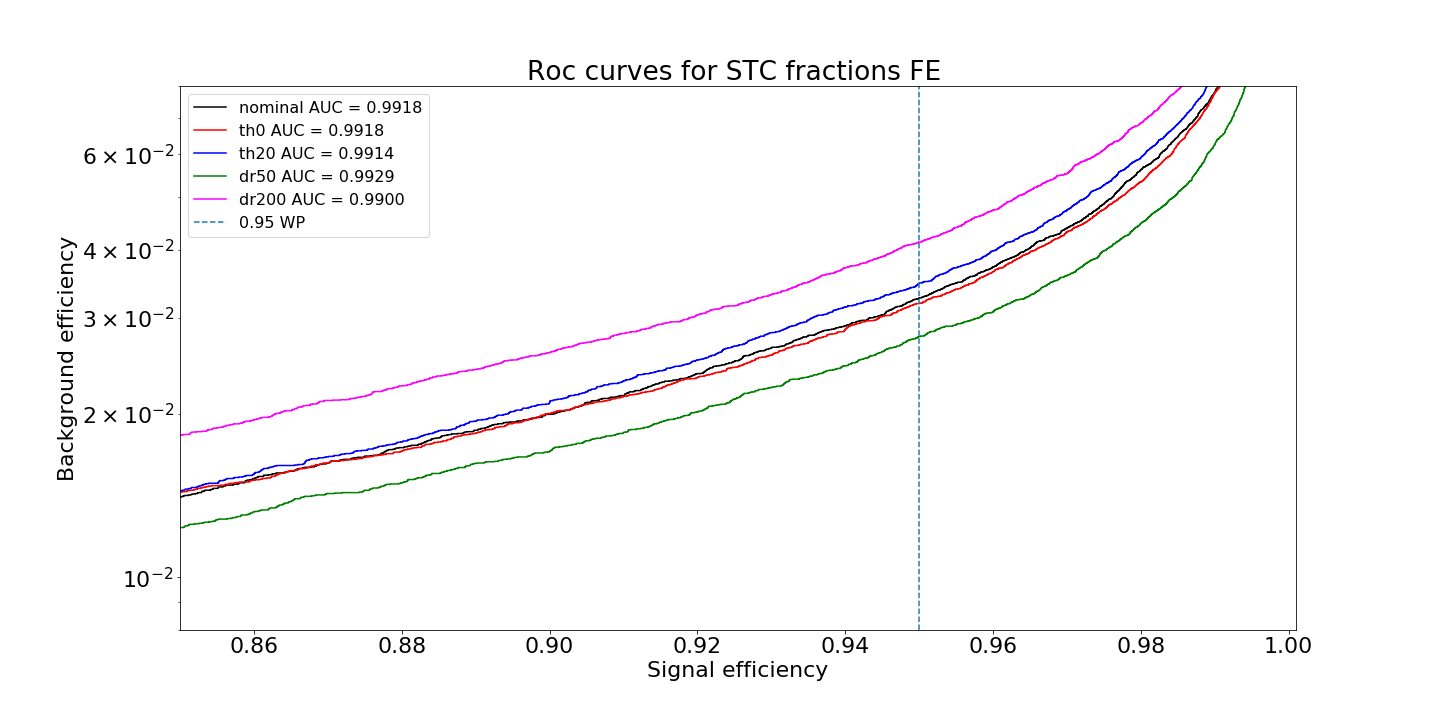 Roc curves for STC fractions FE
nominal AUC = 0.9918
th0 AUC = 0.9918
th20 AUC = 0.9914
dr50 AUC = 0.9929
dr200 AUC = 0.9900
0.95 WP
Background efficiency
6 × 10⁻²
4 × 10⁻²
3 × 10⁻²
2 × 10⁻²
10⁻²
0.86 0.88 0.90 0.92 0.94 0.96 0.98 1.00
Signal efficiency